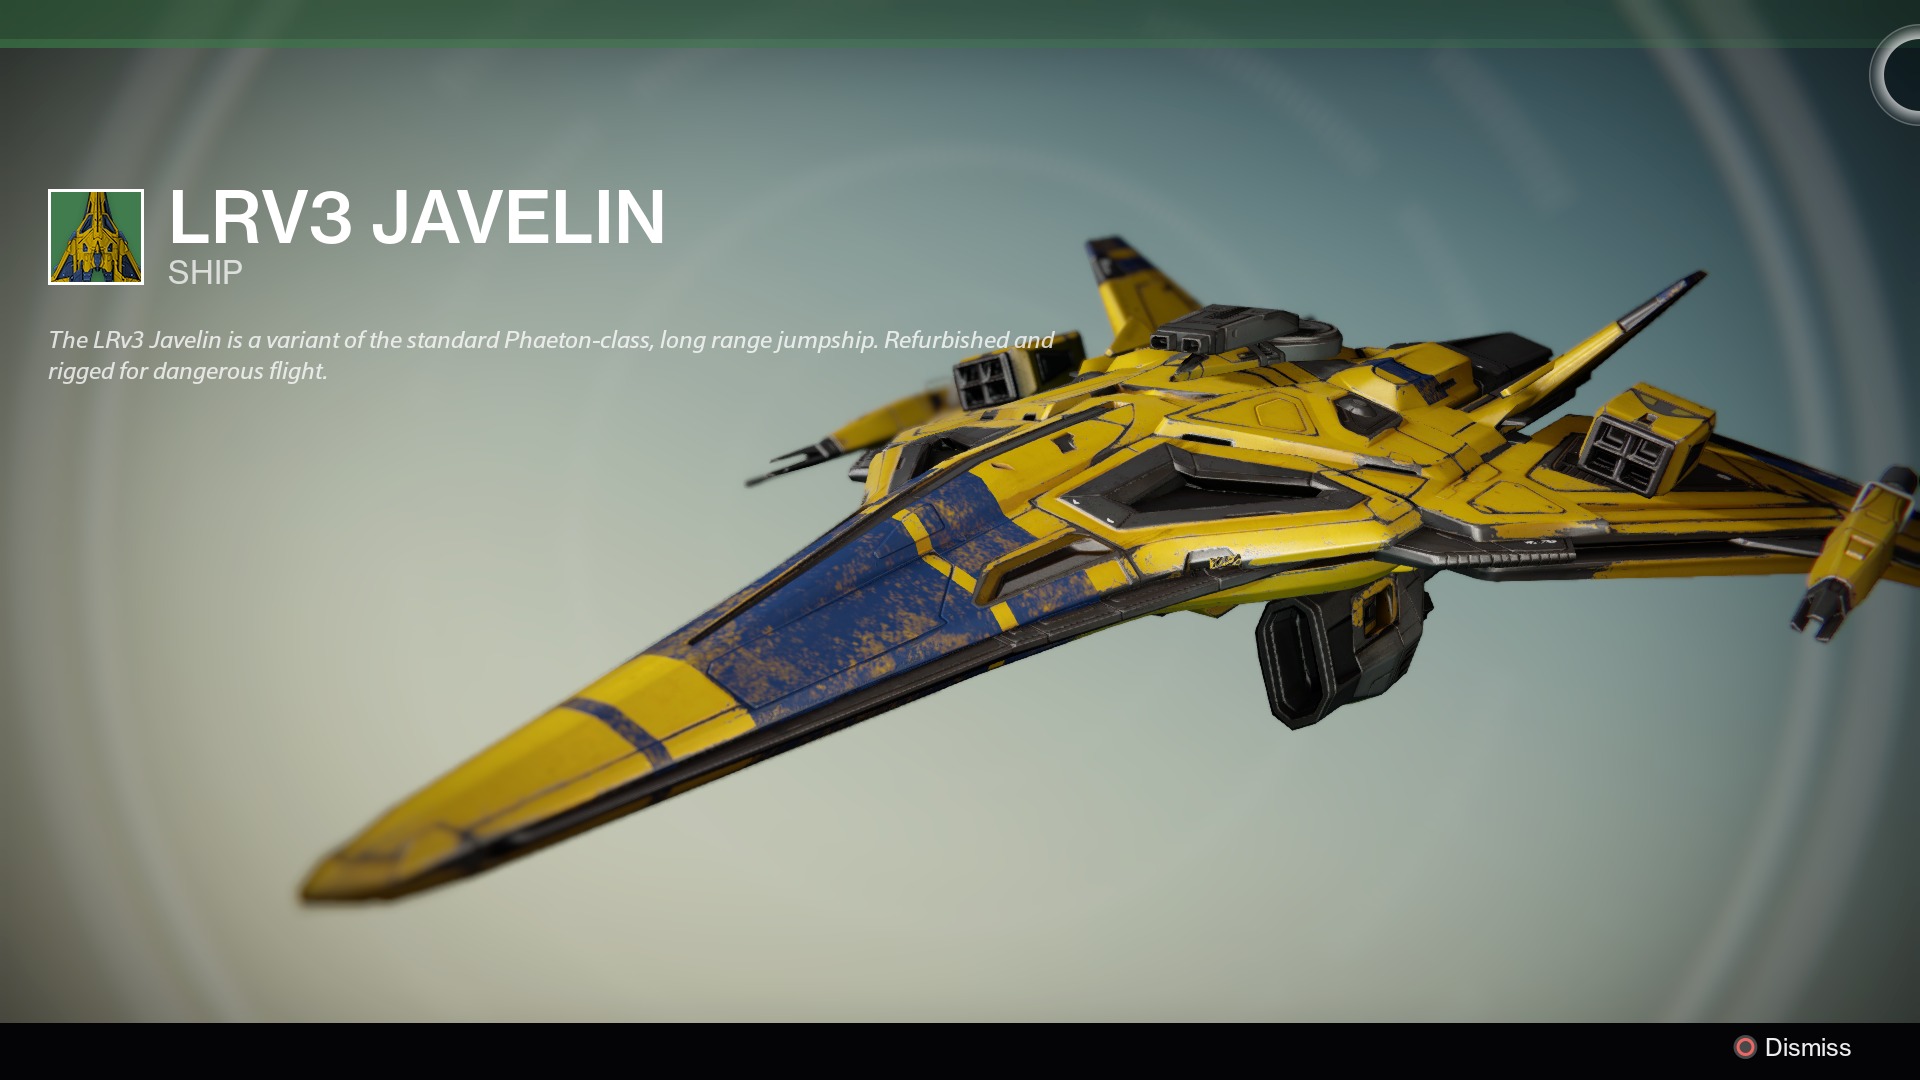 LRV3 JAVELIN
SHIP
The LRv3 Javelin is a variant of the standard Phaeton-class, long range jumpship. Refurbished and
rigged for dangerous flight.
Dismiss